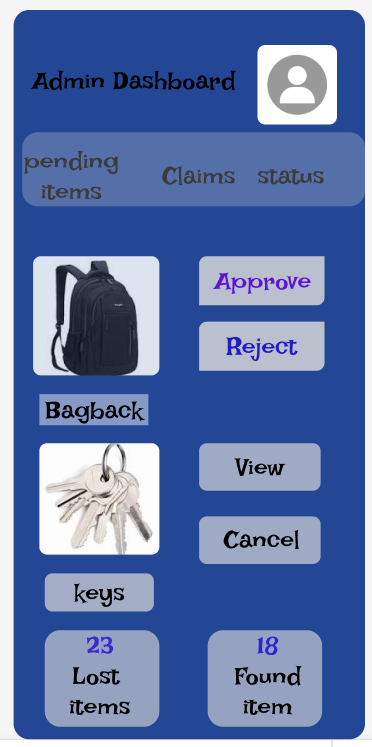 Admin Dashboard
pending
items
Claims
status
Approve
Reject
Bagback
View
Cancel
keys
23
Lost
items
18
Found
item